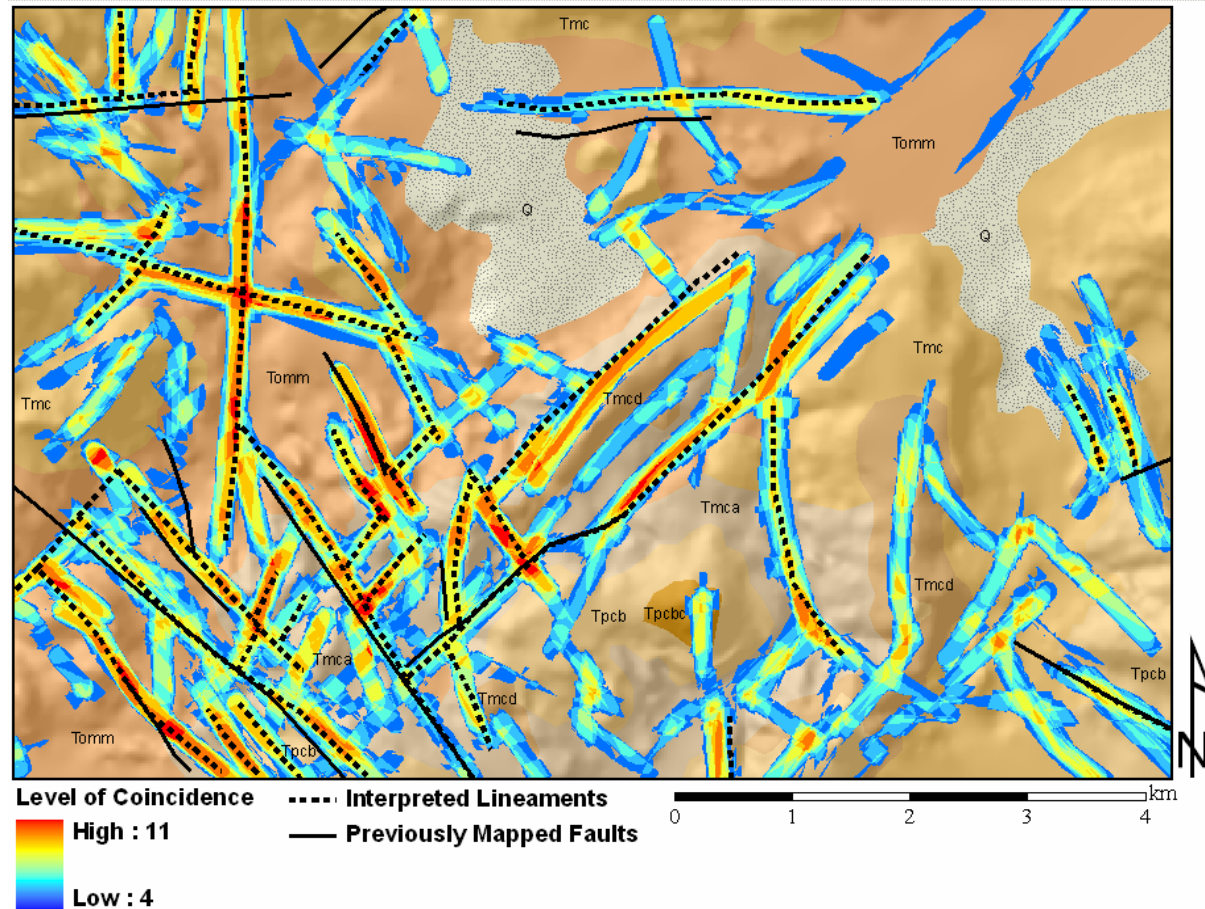 Tmc
Tomm
Q
Q
Tmc
Tomm
Tmcd
Tmc
Tmca
Tmcd
Tpcb
Tpcbc
Tmca
Tpcb
Tmcd
Tomm
Tpcb
N
Level of Coincidence
High : 11
Low : 4
Interpreted Lineaments
Previously Mapped Faults
km
0 1 2 3 4